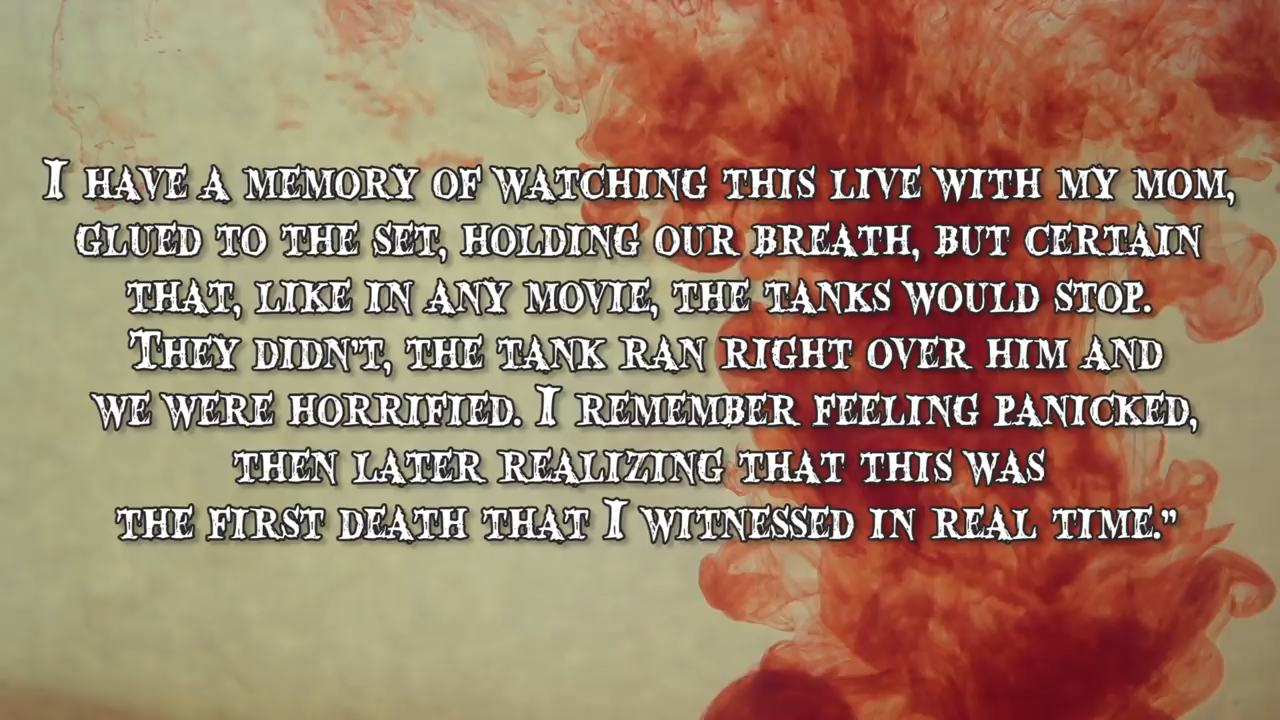 I have a memory of watching this live with my mom,
glued to the set, holding our breath, but certain
that, like in any movie, the tanks would stop.
They didn't, the tank ran right over him and
we were horrified. I remember feeling panicked,
then later realizing that this was
the first death that I witnessed in real time."